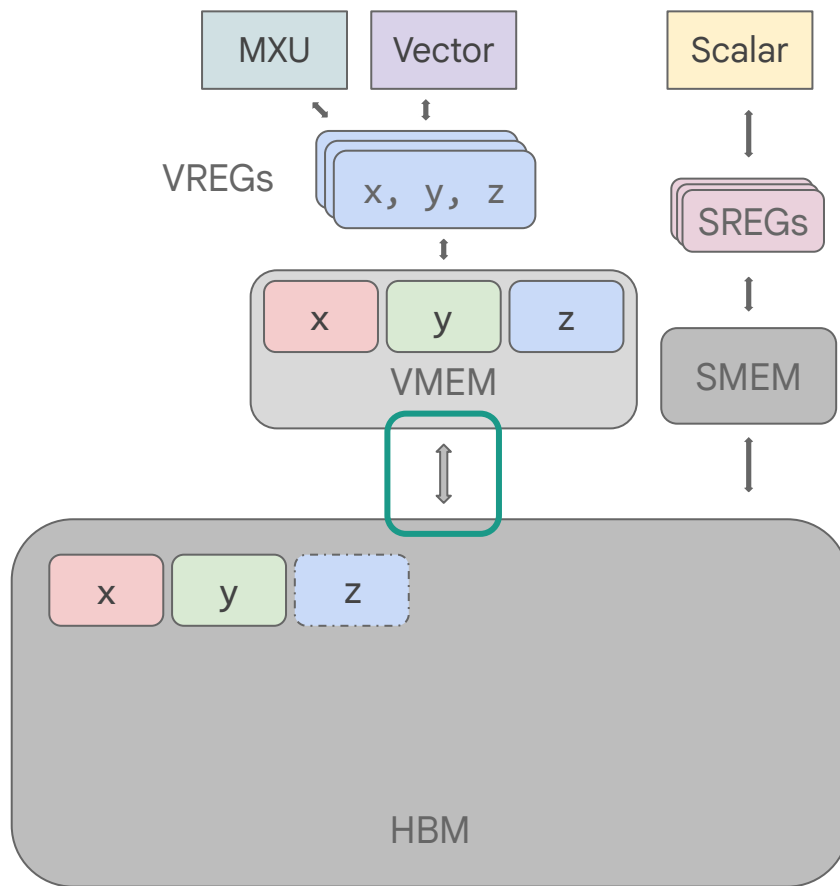 MXU Vector Scalar
VREGs
x, y, z
SREGs
x y z
VMEM
SMEM
x y z
HBM